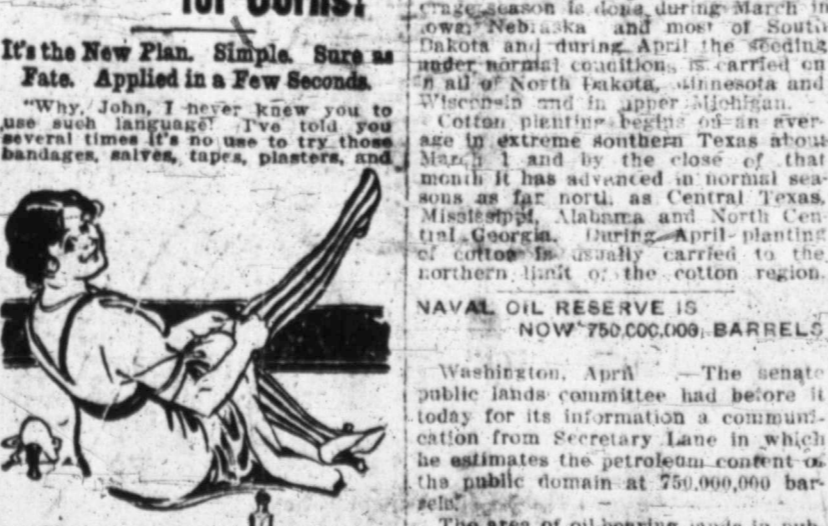 for Corns!
It's the New Plan. Simple. Sure as
Fate. Applied in a Few Seconds.
"Why, John, I never knew you to
use such language! I've told you
several times it's no use to try those
bandages, salves, tapes, plasters, and
season is done during March in
Iowa, Nebraska and most of South
Dakota and during April the seeding
under normal conditions is carried on
in all of North Dakota, Minnesota and
Wisconsin and in upper Michigan.
Cotton planting begins on an aver-
age in extreme southern Texas about
March 1 and by the close of that
month it has advanced in normal sea-
sons as far north as Central Texas,
Mississippi, Alabama and North Cen-
tral Georgia. During April planting
of cotton is usually carried to the
northern limit of the cotton region.
NAVAL OIL RESERVE IS
NOW 750,000,000 BARRELS
Washington, April .—The senate
public lands committee had before it
today for its information a communi-
cation from Secretary Lane in which
he estimates the petroleum content of
the public domain at 750,000,000 bar-
rels.
The area of oil bearing lands in